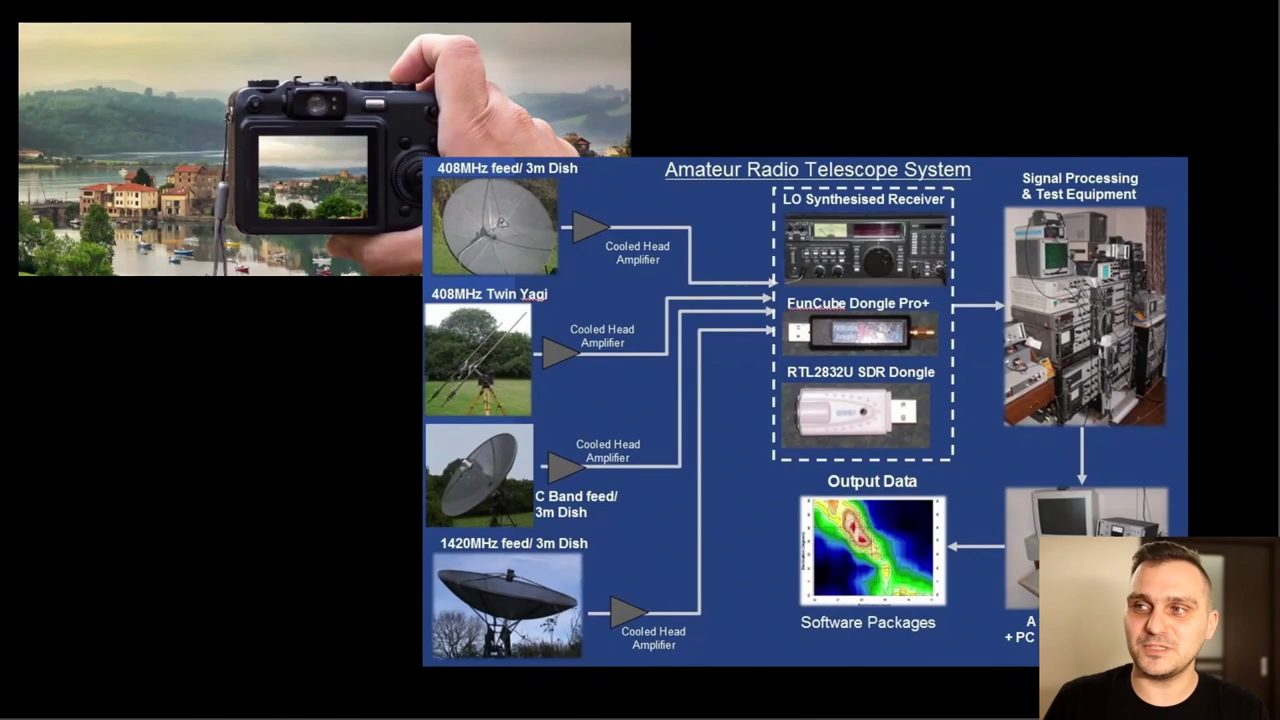 Amateur Radio Telescope System
408MHz feed/ 3m Dish
Cooled Head
Amplifier
408MHz Twin Yagi
Cooled Head
Amplifier
Cooled Head
Amplifier
C Band feed/
3m Dish
1420MHz feed/ 3m Dish
Cooled Head
Amplifier
LO Synthesised Receiver
FunCube Dongle Pro+
RTL2832U SDR Dongle
Signal Processing
& Test Equipment
Output Data
Software Packages
A
+ PC